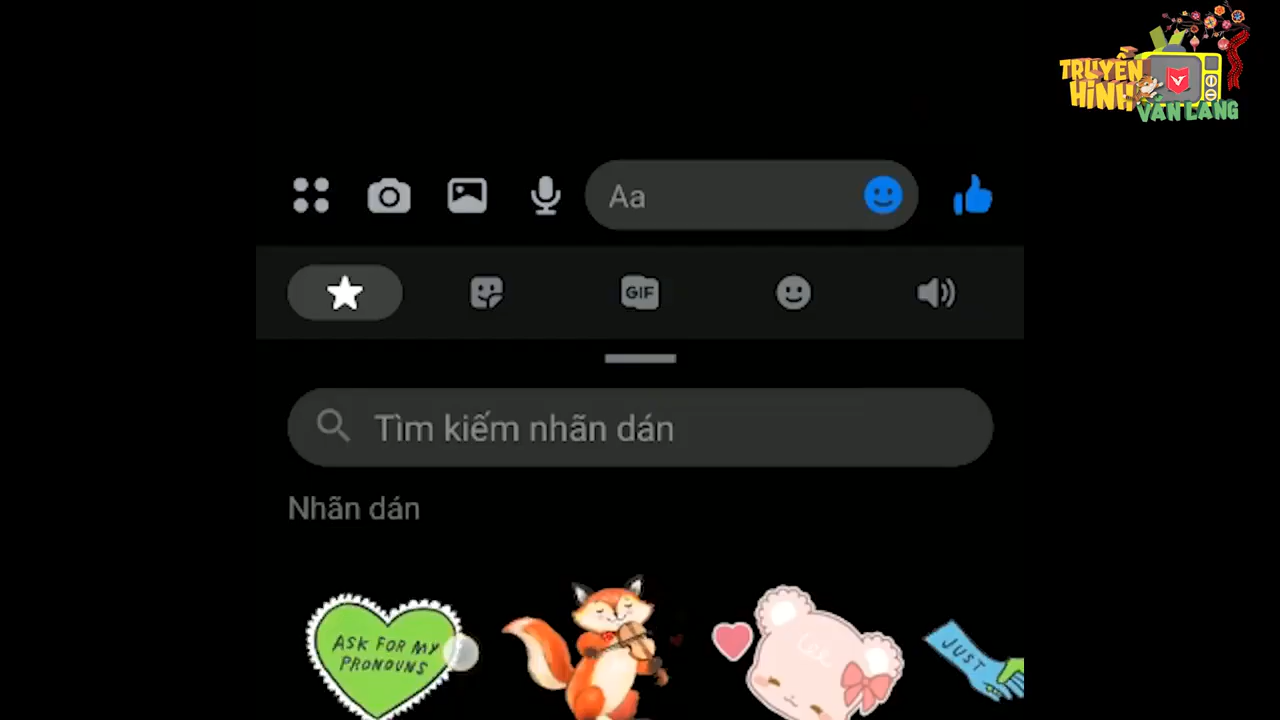 TRUYỀN
HÌNH
VĂN LANG
Aa
GIF
Tìm kiếm nhãn dán
Nhãn dán
ASK FOR MY
PRONOUNS
JUST